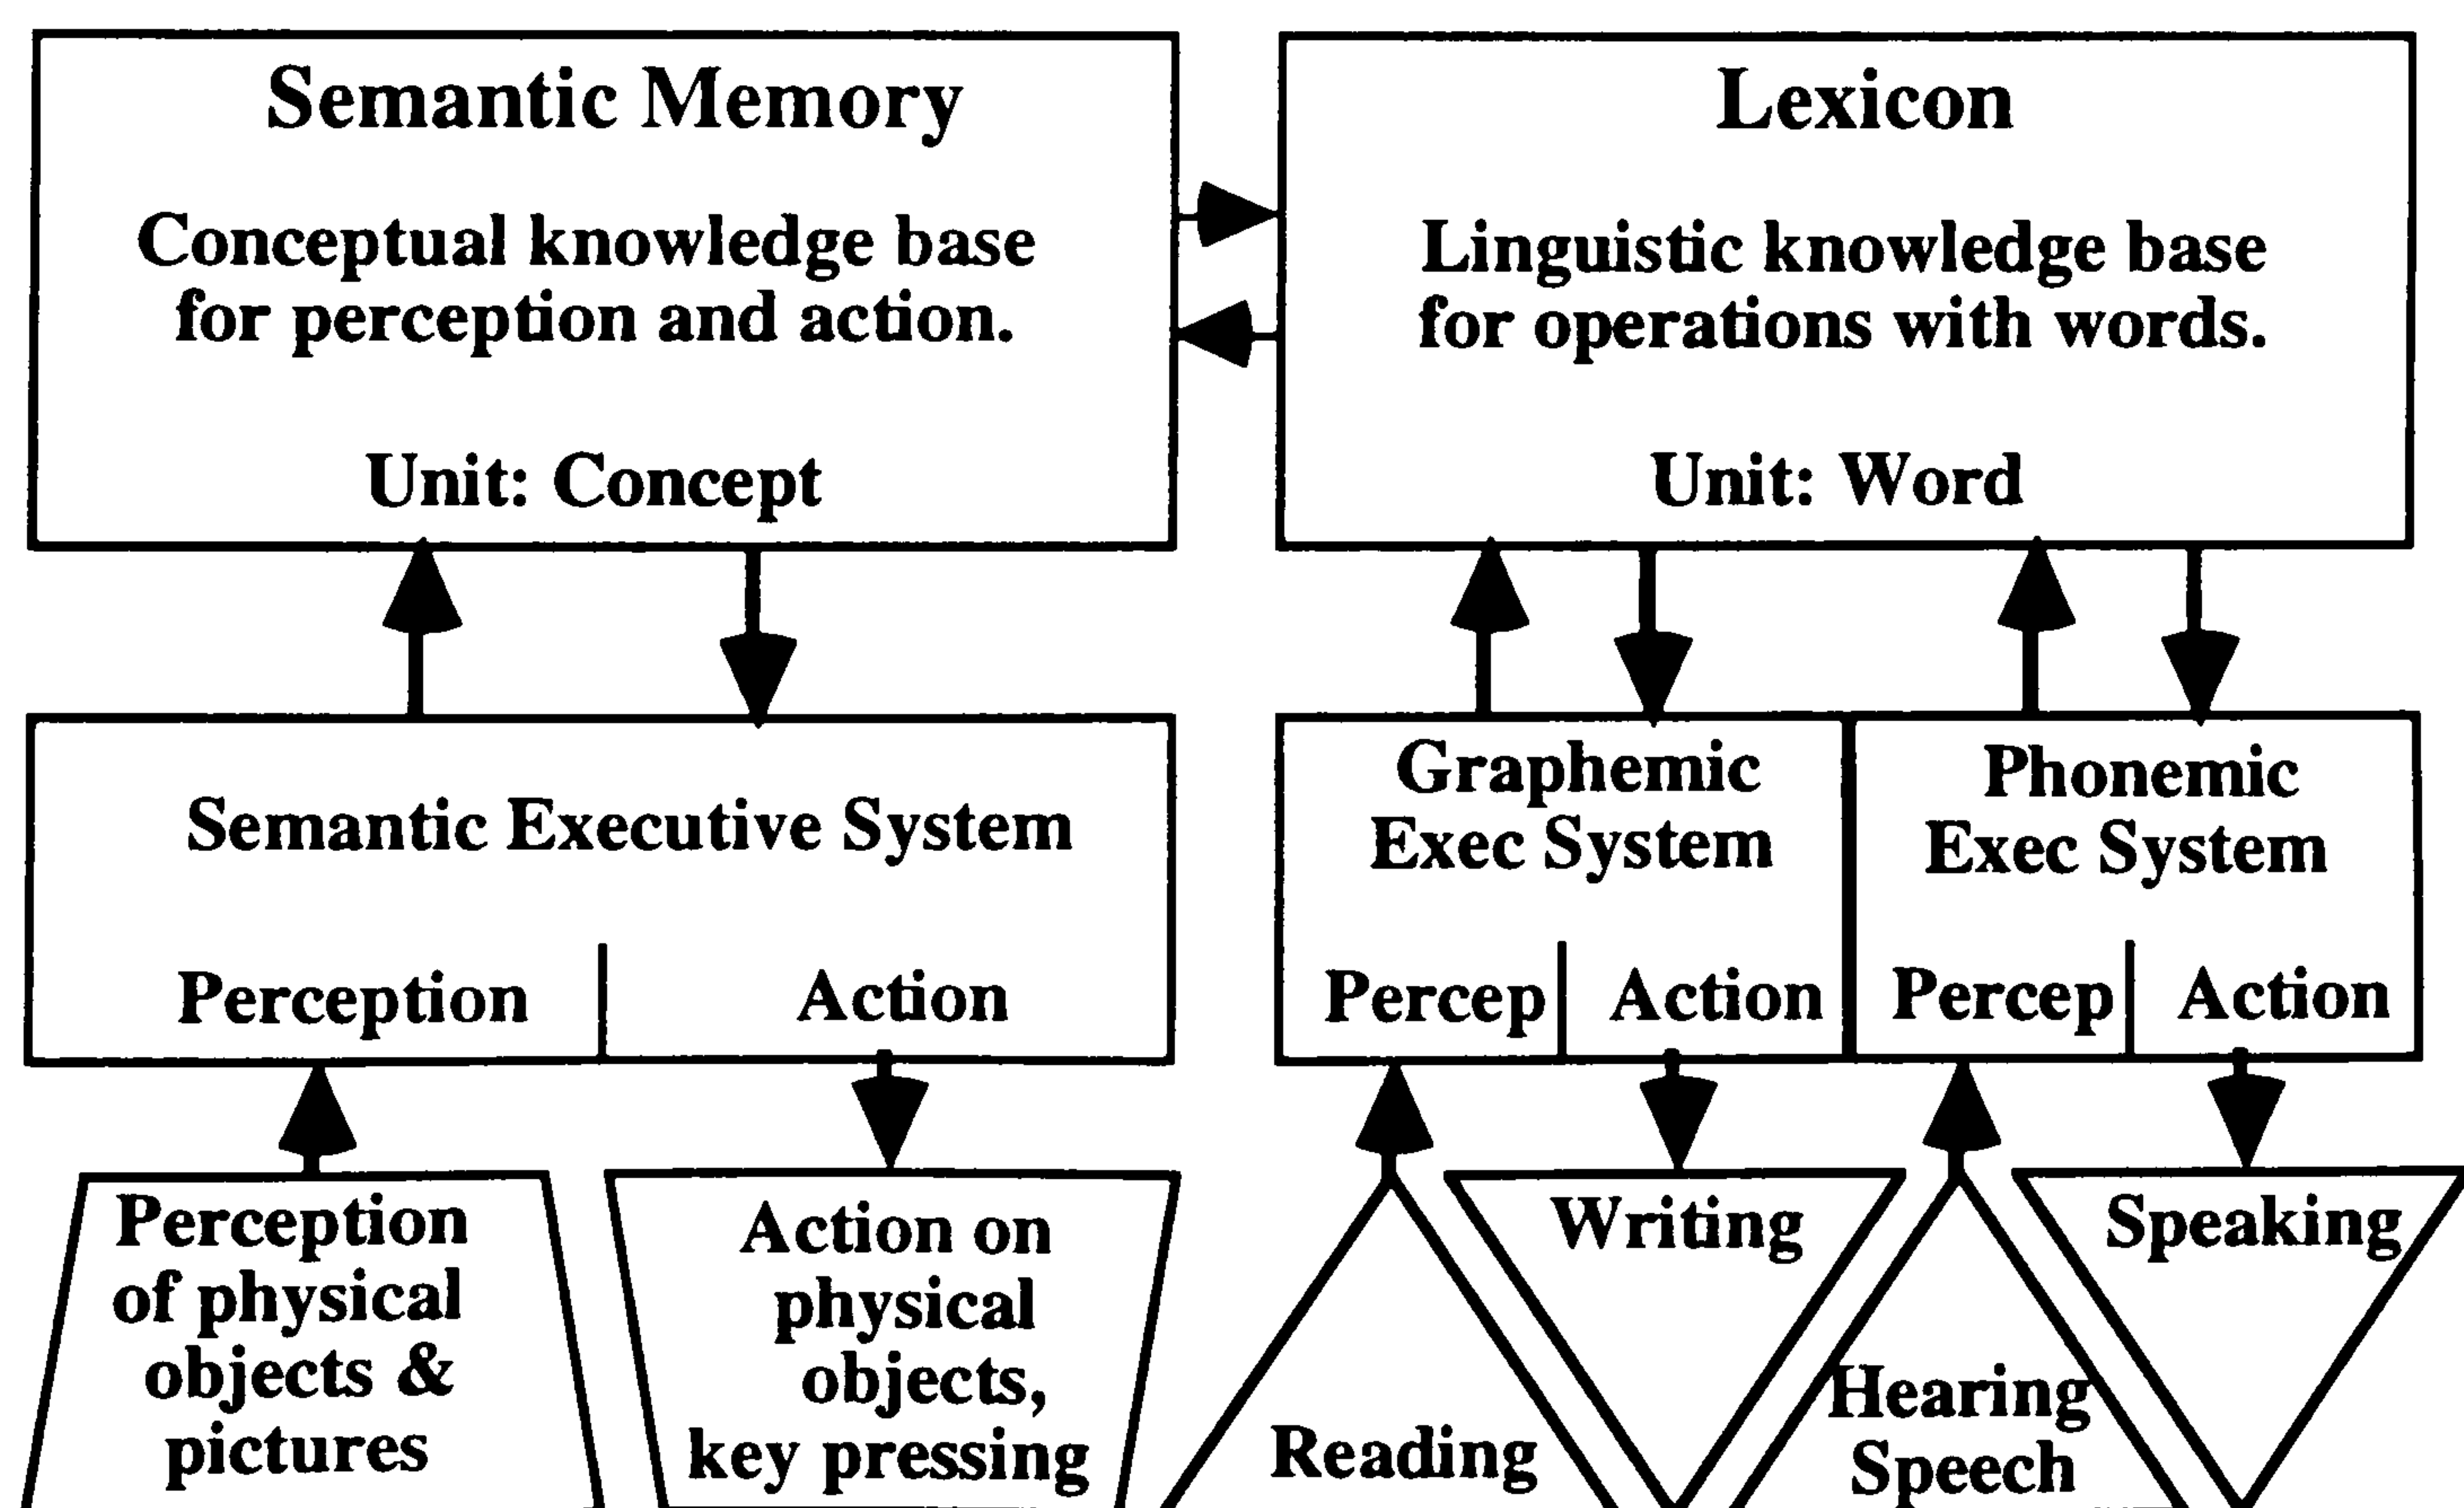 Semantic Memory
Conceptual knowledge base
for perception and action.
Unit: Concept
Lexicon
Linguistic knowledge base
for operations with words.
Unit: Word
Semantic Executive System
Perception
Action
Graphemic
Exec System
Percep
Action
Phonemic
Exec System
Percep
Action
Perception
of physical
objects &
pictures
Action on
physical
objects,
key pressing
Reading
Writing
Hearing
Speech
Speaking